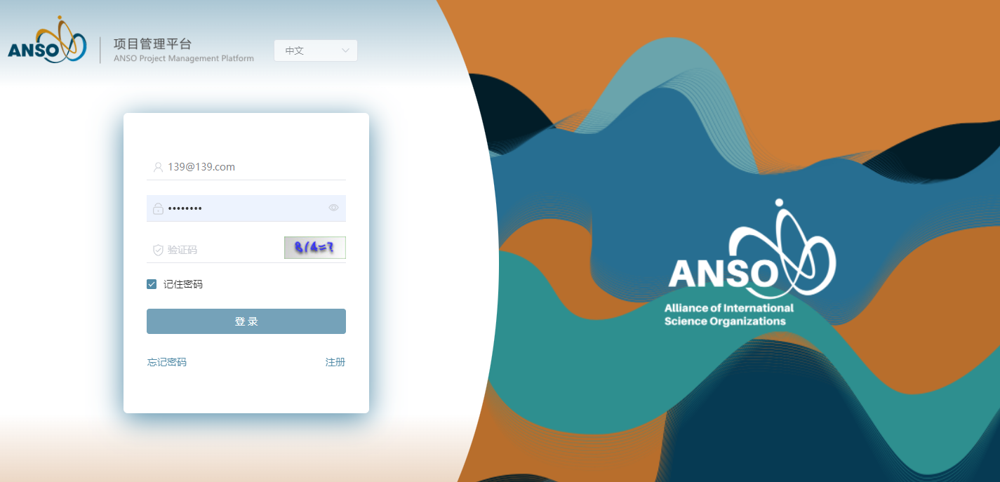 ANSO
项目管理平台
ANSO Project Management Platform
中文
139@139.com
••••••••
验证码
8/4=?
记住密码
登 录
忘记密码
注册
ANSO
Alliance of International
Science Organizations